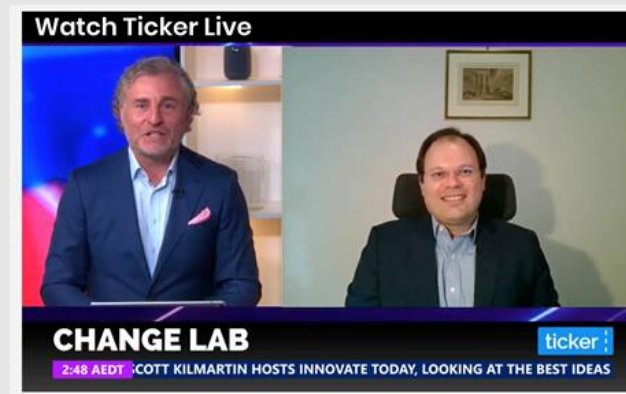 Watch Ticker Live
CHANGE LAB
ticker
2:48 AEDT SCOTT KILMARTIN HOSTS INNOVATE TODAY, LOOKING AT THE BEST IDEAS